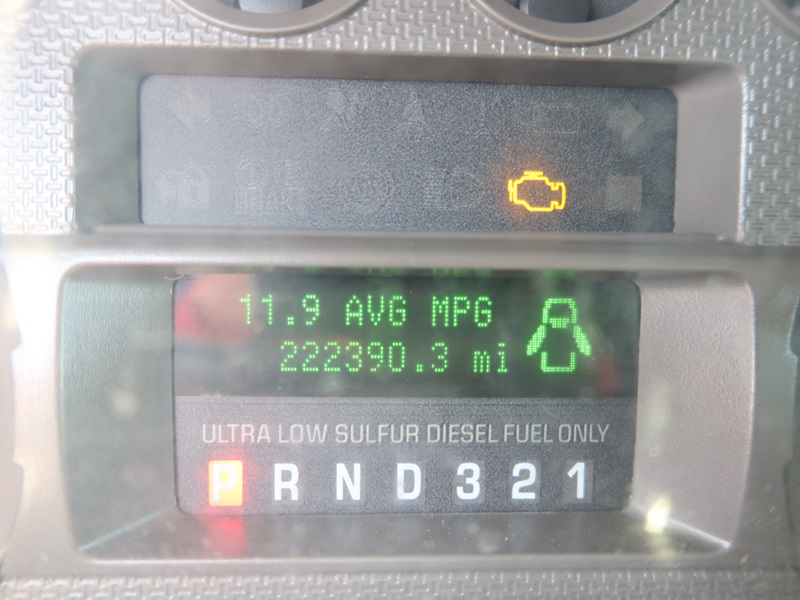 11.9 AVG MPG
222390.3 mi
ULTRA LOW SULFUR DIESEL FUEL ONLY
P R N D 3 2 1